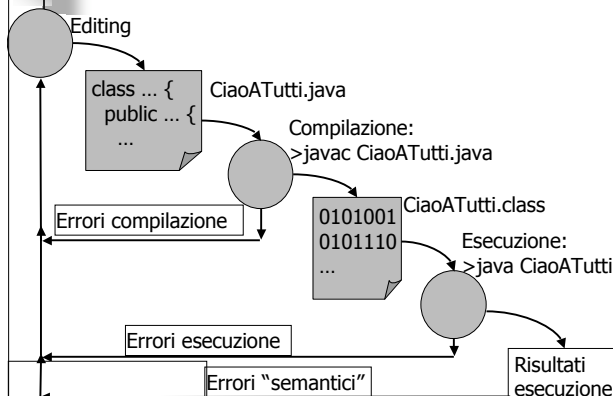 Editing
class … {
public … {
…
CiaoATutti.java
Compilazione:
>javac CiaoATutti.java
Errori compilazione
0101001
0101110
…
CiaoATutti.class
Esecuzione:
>java CiaoATutti
Errori esecuzione
Errori “semantici”
Risultati
esecuzione